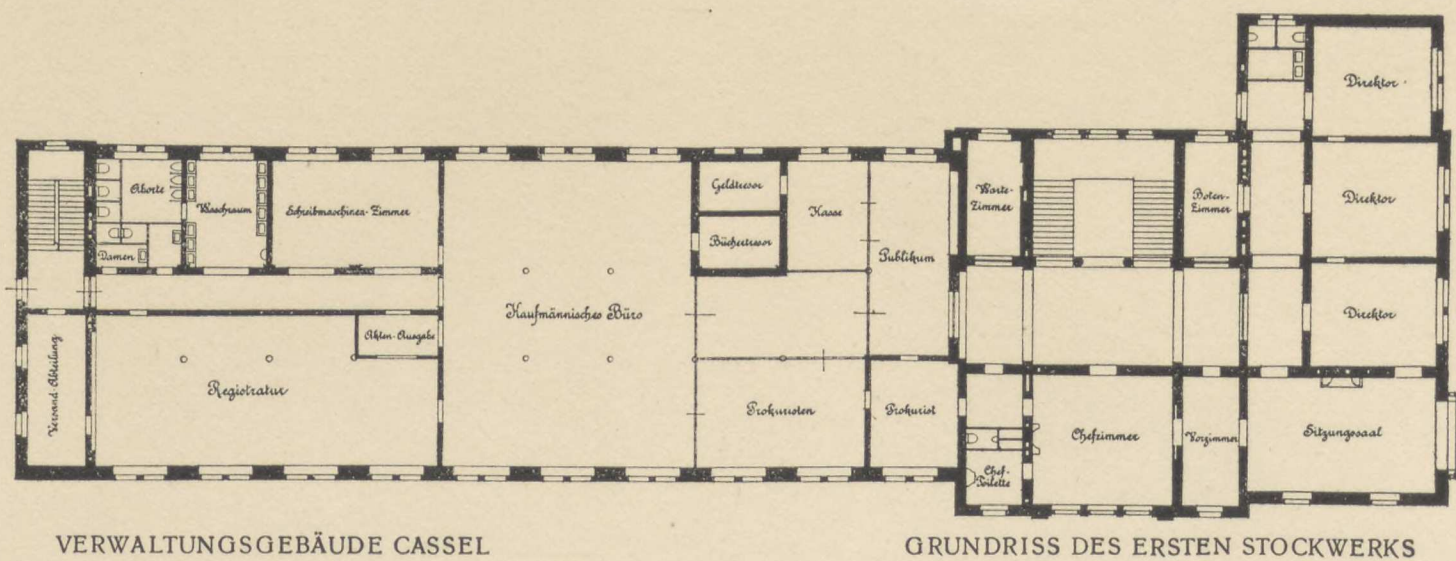 Direktor
Aborte
Waschraum
Schreibmaschinen-Zimmer
Geldtresor
Kasse
Warte-
Zimmer
Boten-
Zimmer
Direktor
Damen
Büchertresor
Publikum
Kaufmännisches Büro
Direktor
Akten-Ausgabe
Versand-Abteilung
Registratur
Prokuristen
Prokurist
Chefzimmer
Vorzimmer
Sitzungssaal
Chef-
Toilette
VERWALTUNGSGEBÄUDE CASSEL
GRUNDRISS DES ERSTEN STOCKWERKS